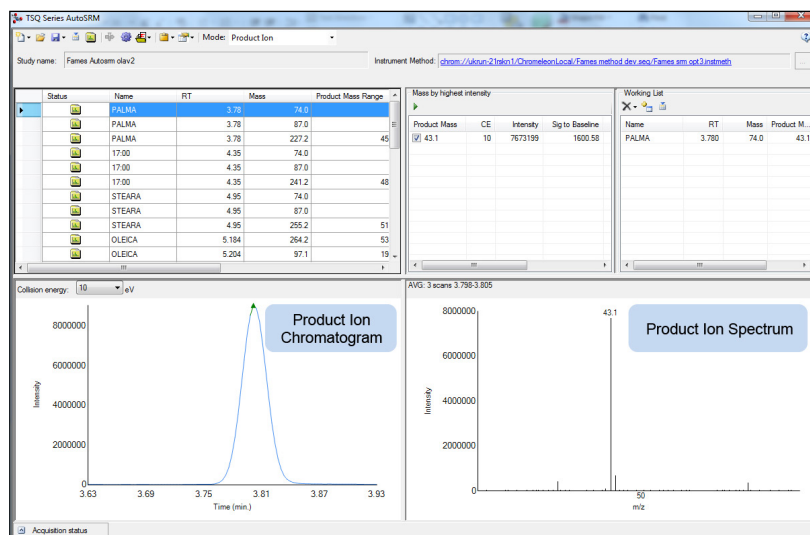 TSQ Series AutoSRM
Mode: Product Ion
Study name: Fames Autosrm olav2
Instrument Method: chrom://ukrun-21rskn1/ChromeleonLocal/Fames method dev.seq/Fames srm opt3.instmeth
...
Status Name RT Mass Product Mass Range
PALMA 3.78 74.0
PALMA 3.78 87.0
PALMA 3.78 227.2 45
17:00 4.35 74.0
17:00 4.35 87.0
17:00 4.35 241.2 48
STEARA 4.95 74.0
STEARA 4.95 87.0
STEARA 4.95 255.2 51
OLEICA 5.184 264.2 53
OLEICA 5.204 97.1 19
Mass by highest intensity
Product Mass CE Intensity Sig to Baseline
43.1 10 7673199 1600.58
Working List
Name RT Mass Product M...
PALMA 3.780 74.0 43.1
Collision energy: 10 eV
Product Ion
Chromatogram
8000000
6000000
4000000
2000000
0
Intensity
3.63 3.69 3.75 3.81 3.87 3.93
Time (min.)
AVG: 3 scans 3.798-3.805
Product Ion Spectrum
43.1
8000000
6000000
4000000
2000000
0
Intensity
50
m/z
Acquisition status